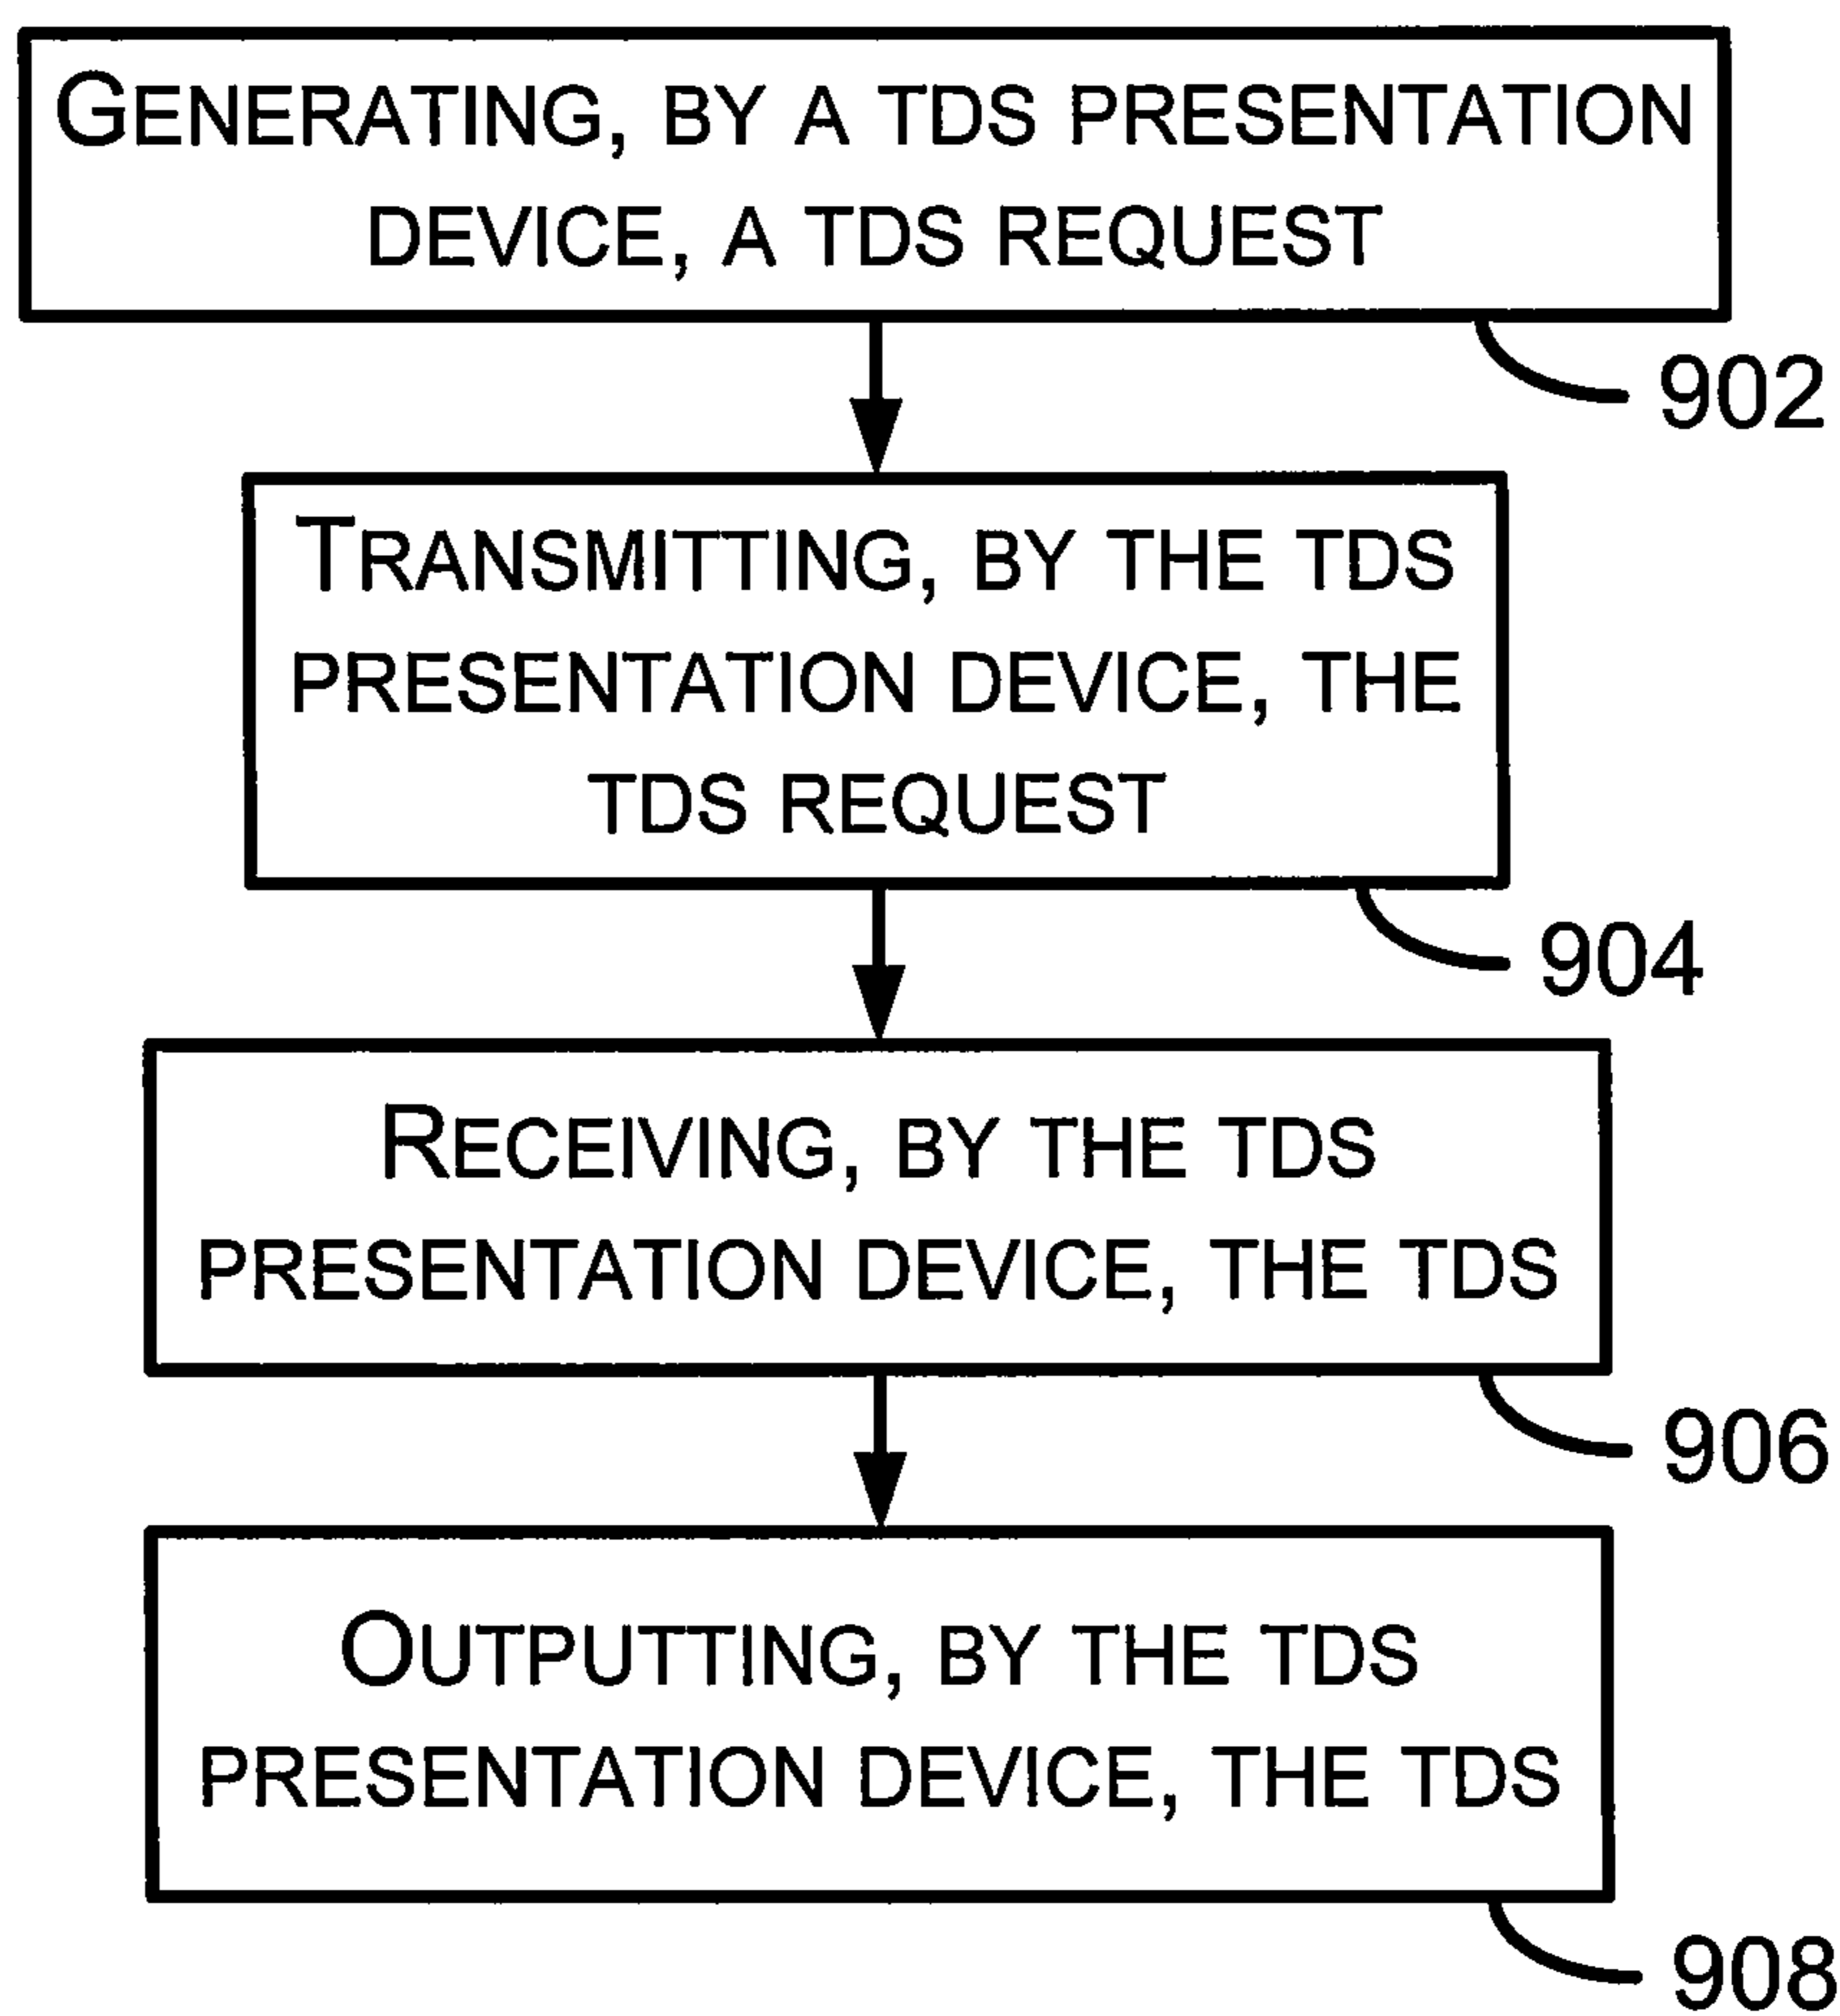 GENERATING, BY A TDS PRESENTATION
DEVICE, A TDS REQUEST
902
TRANSMITTING, BY THE TDS
PRESENTATION DEVICE, THE
TDS REQUEST
904
RECEIVING, BY THE TDS
PRESENTATION DEVICE, THE TDS
906
OUTPUTTING, BY THE TDS
PRESENTATION DEVICE, THE TDS
908